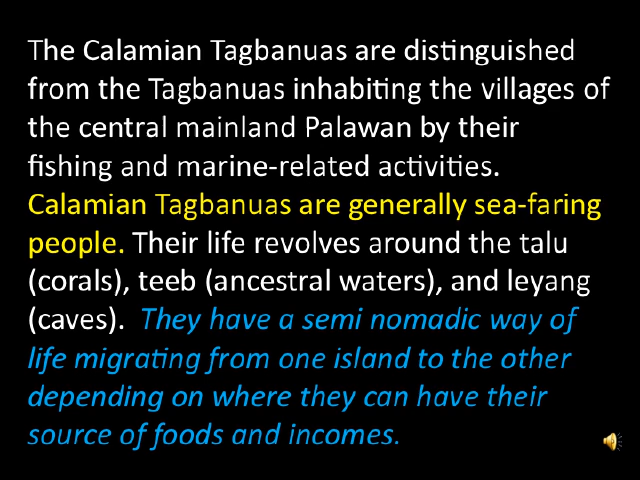 The Calamian Tagbanuas are distinguished
from the Tagbanuas inhabiting the villages of
the central mainland Palawan by their
fishing and marine-related activities.
Calamian Tagbanuas are generally sea-faring
people. Their life revolves around the talu
(corals), teeb (ancestral waters), and leyang
(caves). They have a semi nomadic way of
life migrating from one island to the other
depending on where they can have their
source of foods and incomes.